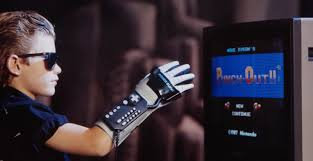 MIKE TYSON'S
PUNCH-OUT!!
NEW
CONTINUE
©1987 Nintendo